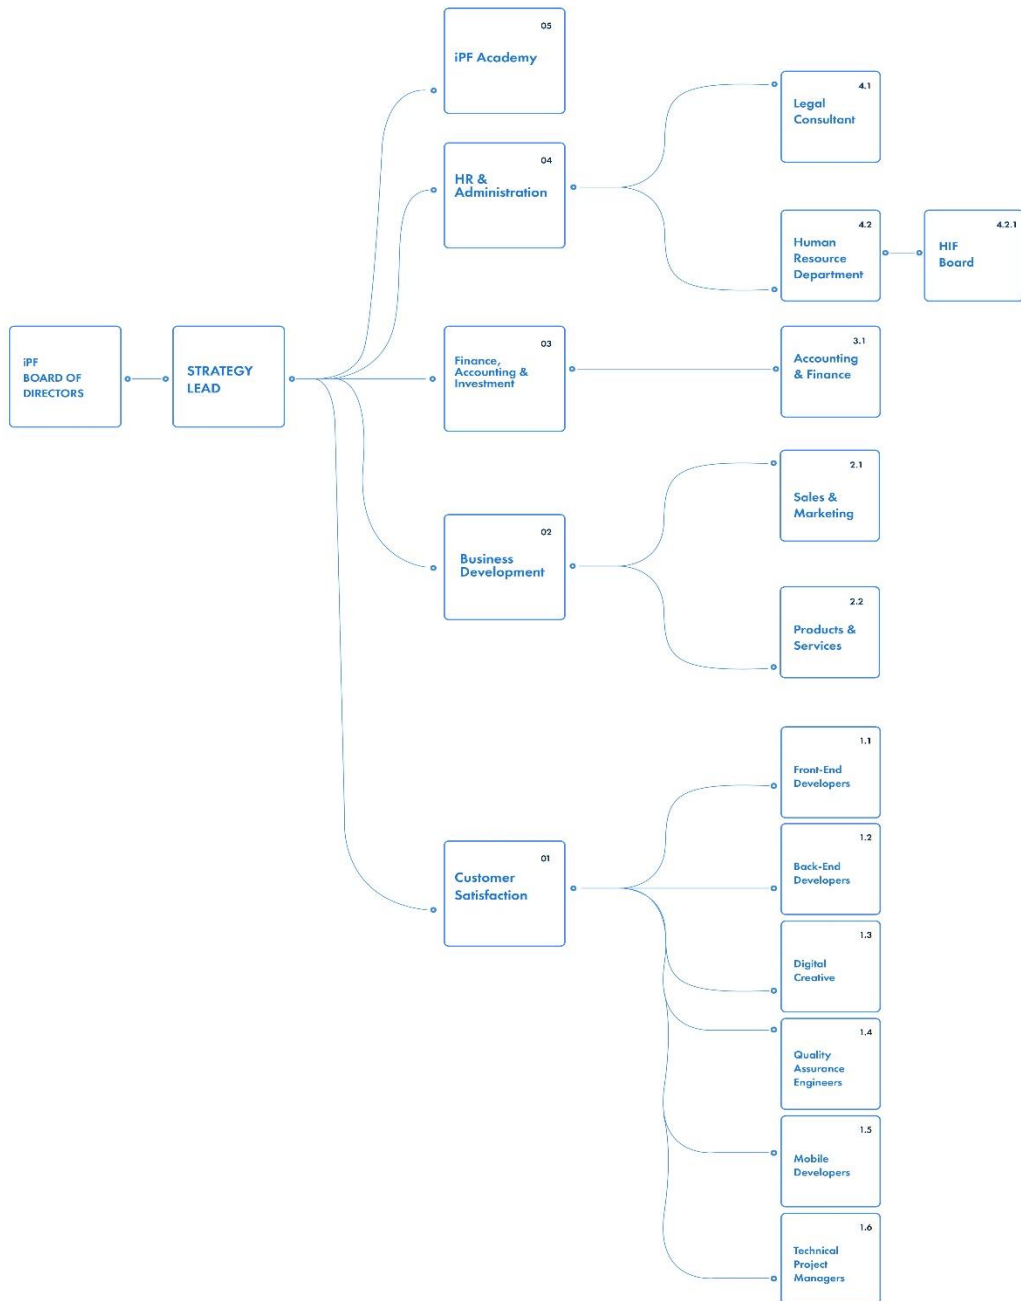 05
iPF Academy
4.1
Legal
Consultant
04
HR &
Administration
4.2
Human
Resource
Department
4.2.1
HIF
Board
iPF
BOARD OF
DIRECTORS
STRATEGY
LEAD
03
Finance,
Accounting &
Investment
3.1
Accounting
& Finance
2.1
Sales &
Marketing
02
Business
Development
2.2
Products &
Services
1.1
Front-End
Developers
01
Customer
Satisfaction
1.2
Back-End
Developers
1.3
Digital
Creative
1.4
Quality
Assurance
Engineers
1.5
Mobile
Developers
1.6
Technical
Project
Managers